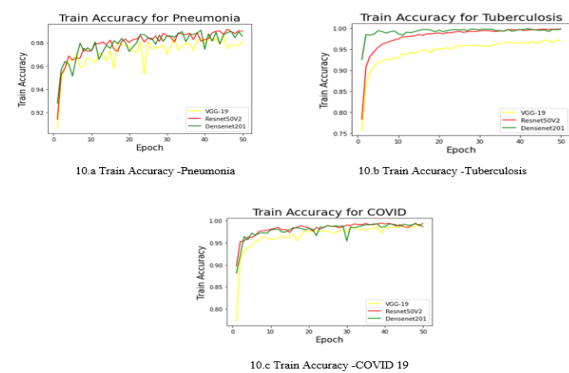 Train Accuracy for Pneumonia
Train Accuracy
0.98
0.96
0.94
0.92
VGG-19
Resnet50V2
Densenet201
0 10 20 30 40 50
Epoch
10.a Train Accuracy -Pneumonia
Train Accuracy for Tuberculosis
Train Accuracy
1.00
0.95
0.90
0.85
0.80
0.75
VGG-19
Resnet50V2
Densenet201
0 10 20 30 40 50
Epoch
10.b Train Accuracy -Tuberculosis
Train Accuracy for COVID
Train Accuracy
1.00
0.95
0.90
0.85
0.80
VGG-19
Resnet50V2
Densenet201
0 10 20 30 40 50
Epoch
10.c Train Accuracy -COVID 19